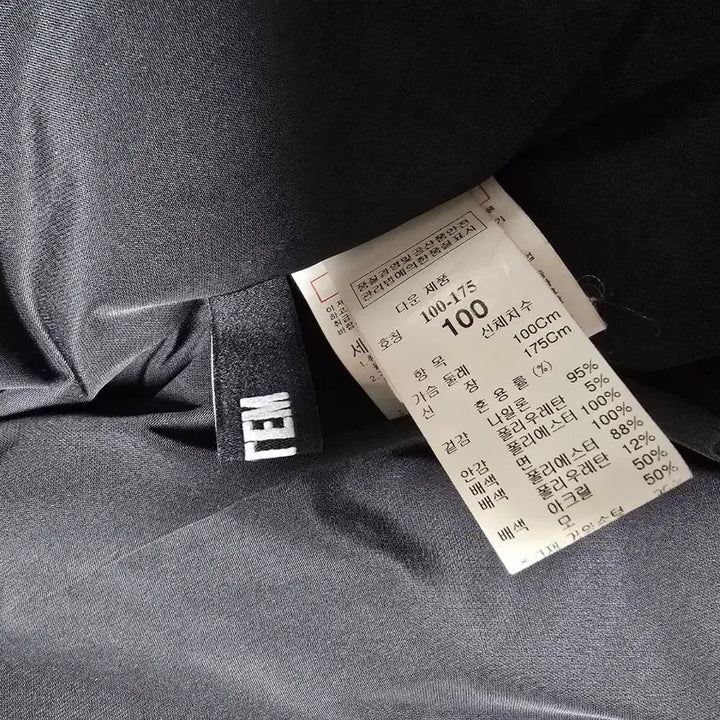 TEM
품질경영및공산품안전
관리법에의한품질표시
다운 제품
호칭 100-175
100
항목 신체치수
가슴 둘레 100Cm
신 장 175Cm
혼 용 률 (%)
겉감 나일론 95%
폴리우레탄 5%
안감 폴리에스터 100%
배색 면 100%
배색 폴리에스터 88%
폴리우레탄 12%
배색 아크릴 50%
모 50%